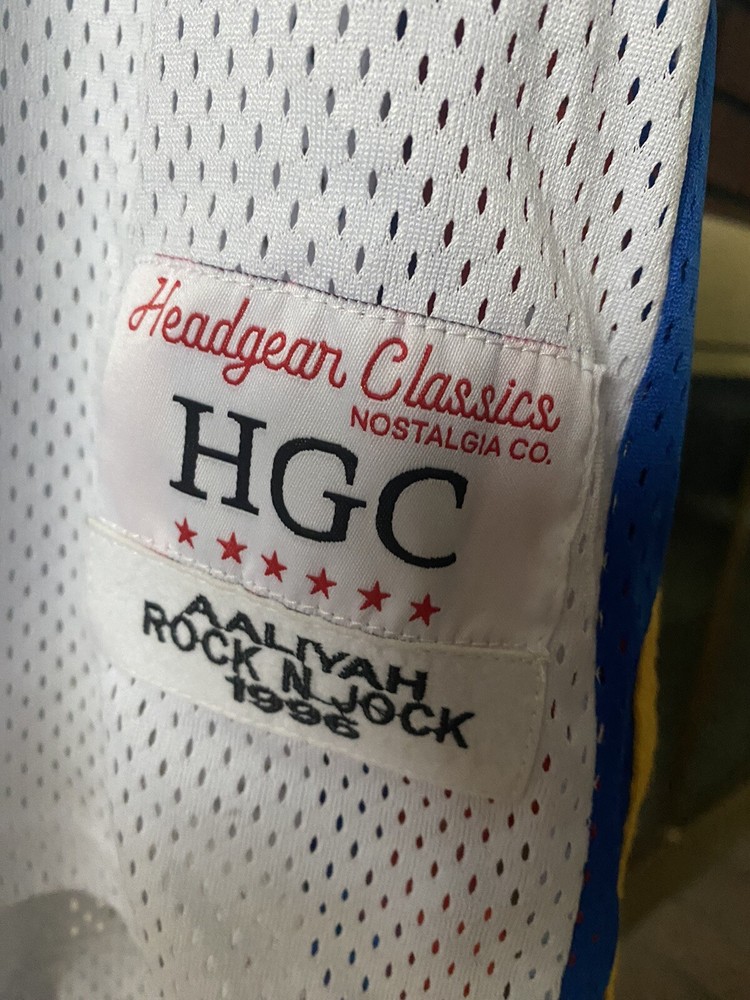 Headgear Classics
NOSTALGIA CO.
HGC
AALIYAH
ROCK N JOCK
1996